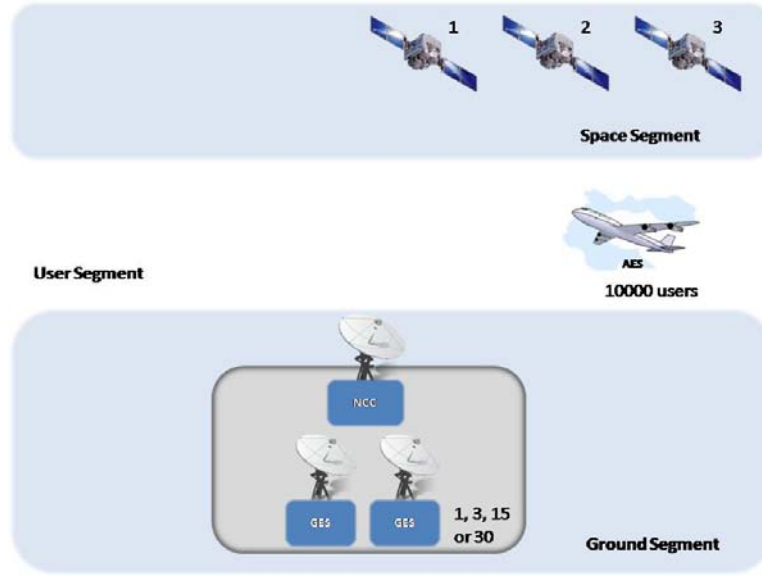 1 2 3
Space Segment
AES
User Segment
10000 users
NCC
GES GES
1, 3, 15
or 30
Ground Segment